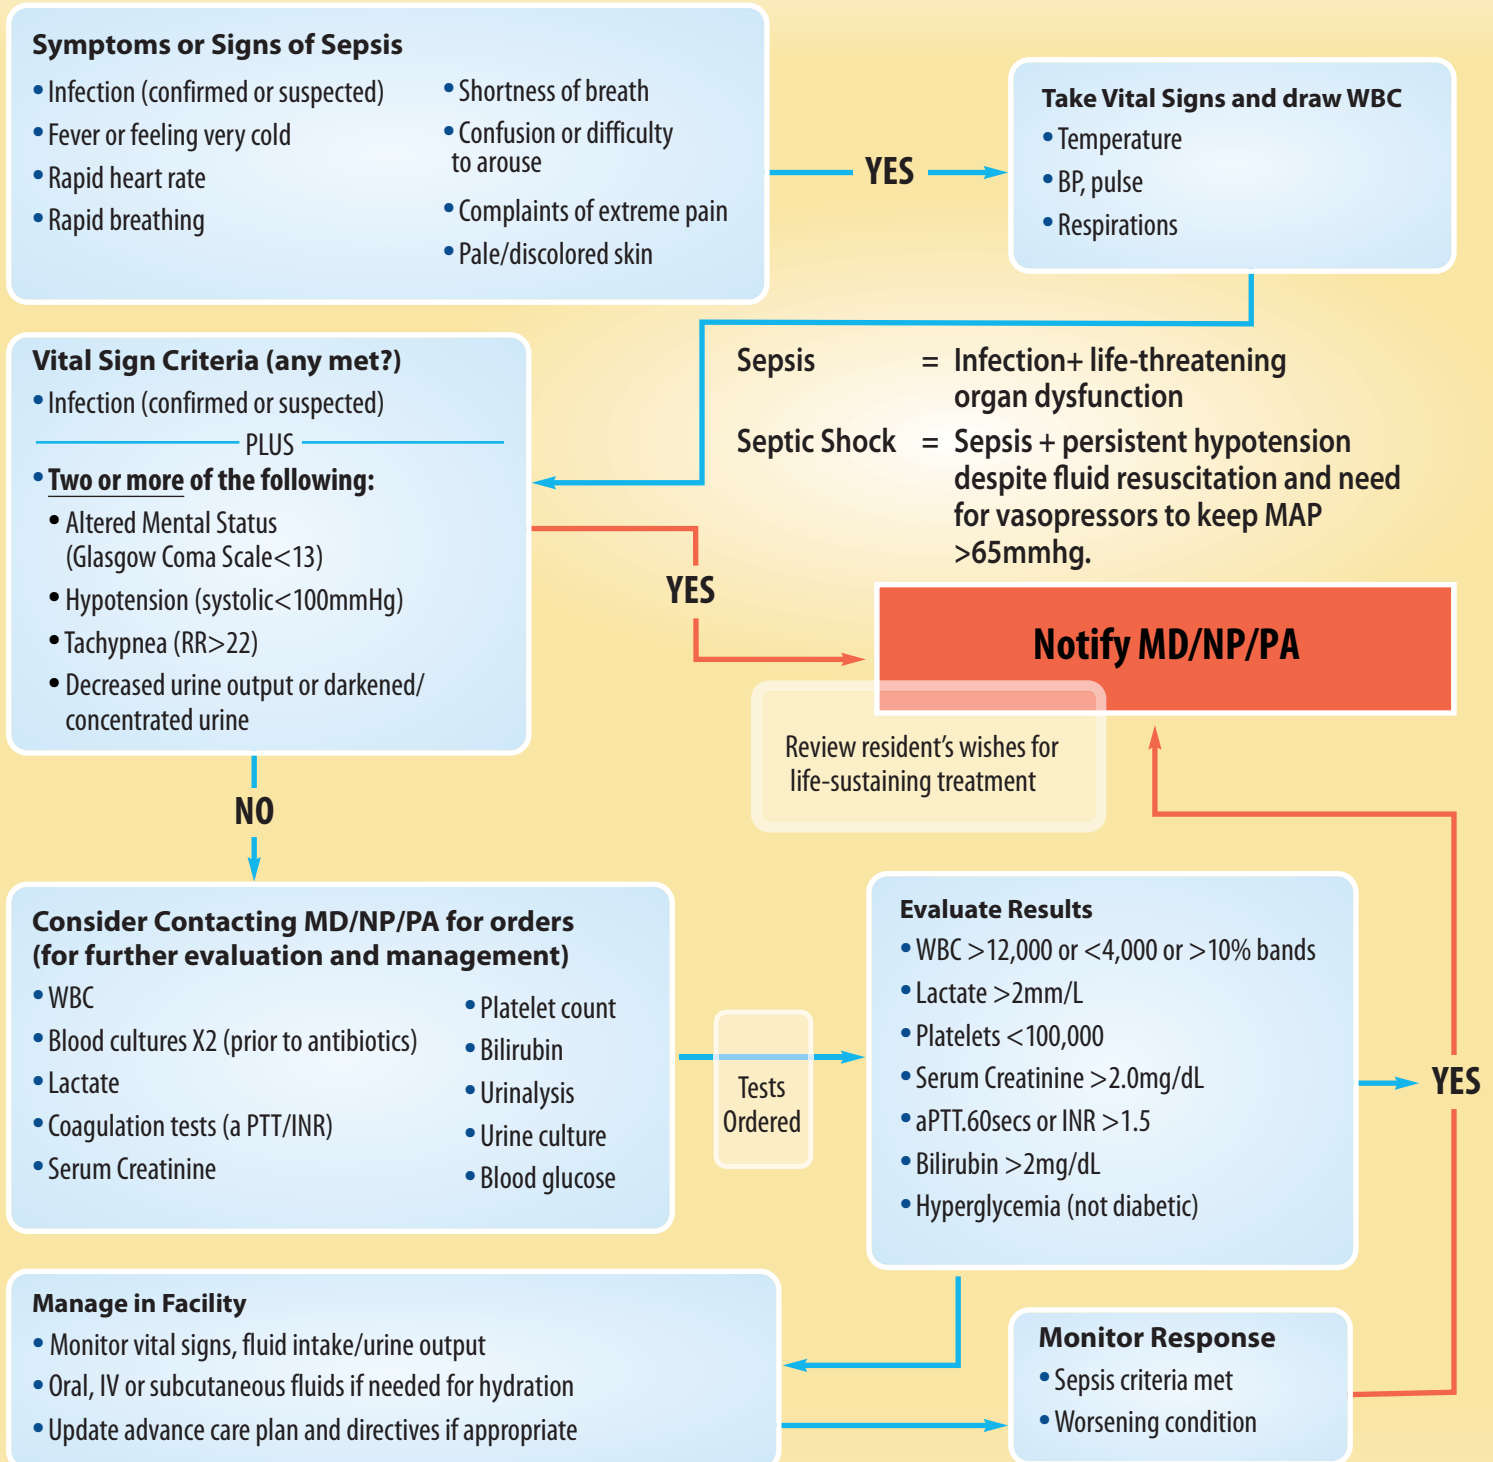 Symptoms or Signs of Sepsis
• Infection (confirmed or suspected)
• Fever or feeling very cold
• Rapid heart rate
• Rapid breathing
• Shortness of breath
• Confusion or difficulty
to arouse
• Complaints of extreme pain
• Pale/discolored skin
YES
Take Vital Signs and draw WBC
• Temperature
• BP, pulse
• Respirations
Vital Sign Criteria (any met?)
• Infection (confirmed or suspected)
PLUS
• Two or more of the following:
• Altered Mental Status
(Glasgow Coma Scale<13)
• Hypotension (systolic<100mmHg)
• Tachypnea (RR>22)
• Decreased urine output or darkened/
concentrated urine
Sepsis = Infection+ life-threatening
organ dysfunction
Septic Shock = Sepsis + persistent hypotension
despite fluid resuscitation and need
for vasopressors to keep MAP
>65mmhg.
YES
Notify MD/NP/PA
Review resident’s wishes for
life-sustaining treatment
NO
Consider Contacting MD/NP/PA for orders
(for further evaluation and management)
• WBC
• Blood cultures X2 (prior to antibiotics)
• Lactate
• Coagulation tests (a PTT/INR)
• Serum Creatinine
• Platelet count
• Bilirubin
• Urinalysis
• Urine culture
• Blood glucose
Tests
Ordered
Evaluate Results
• WBC >12,000 or <4,000 or >10% bands
• Lactate >2mm/L
• Platelets <100,000
• Serum Creatinine >2.0mg/dL
• aPTT.60secs or INR >1.5
• Bilirubin >2mg/dL
• Hyperglycemia (not diabetic)
YES
Manage in Facility
• Monitor vital signs, fluid intake/urine output
• Oral, IV or subcutaneous fluids if needed for hydration
• Update advance care plan and directives if appropriate
Monitor Response
• Sepsis criteria met
• Worsening condition